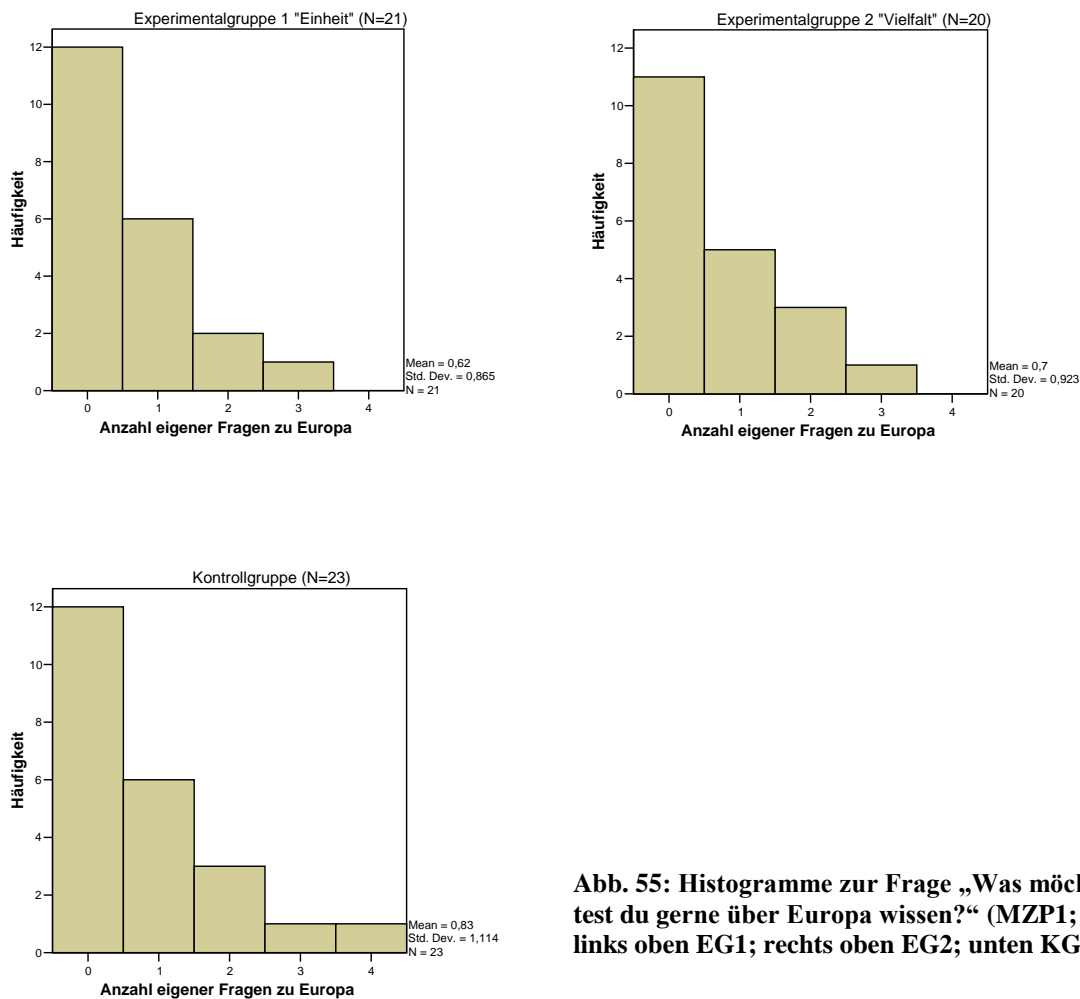 Experimentalgruppe 1 "Einheit" (N=21)
12
10
8
6
4
2
0
Häufigkeit
0 1 2 3 4
Anzahl eigener Fragen zu Europa
Mean = 0,62
Std. Dev. = 0,865
N = 21
Experimentalgruppe 2 "Vielfalt" (N=20)
12
10
8
6
4
2
0
Häufigkeit
0 1 2 3 4
Anzahl eigener Fragen zu Europa
Mean = 0,7
Std. Dev. = 0,923
N = 20
Kontrollgruppe (N=23)
12
10
8
6
4
2
0
Häufigkeit
0 1 2 3 4
Anzahl eigener Fragen zu Europa
Mean = 0,83
Std. Dev. = 1,114
N = 23
Abb. 55: Histogramme zur Frage „Was möch
test du gerne über Europa wissen?“ (MZP1;
links oben EG1; rechts oben EG2; unten KG